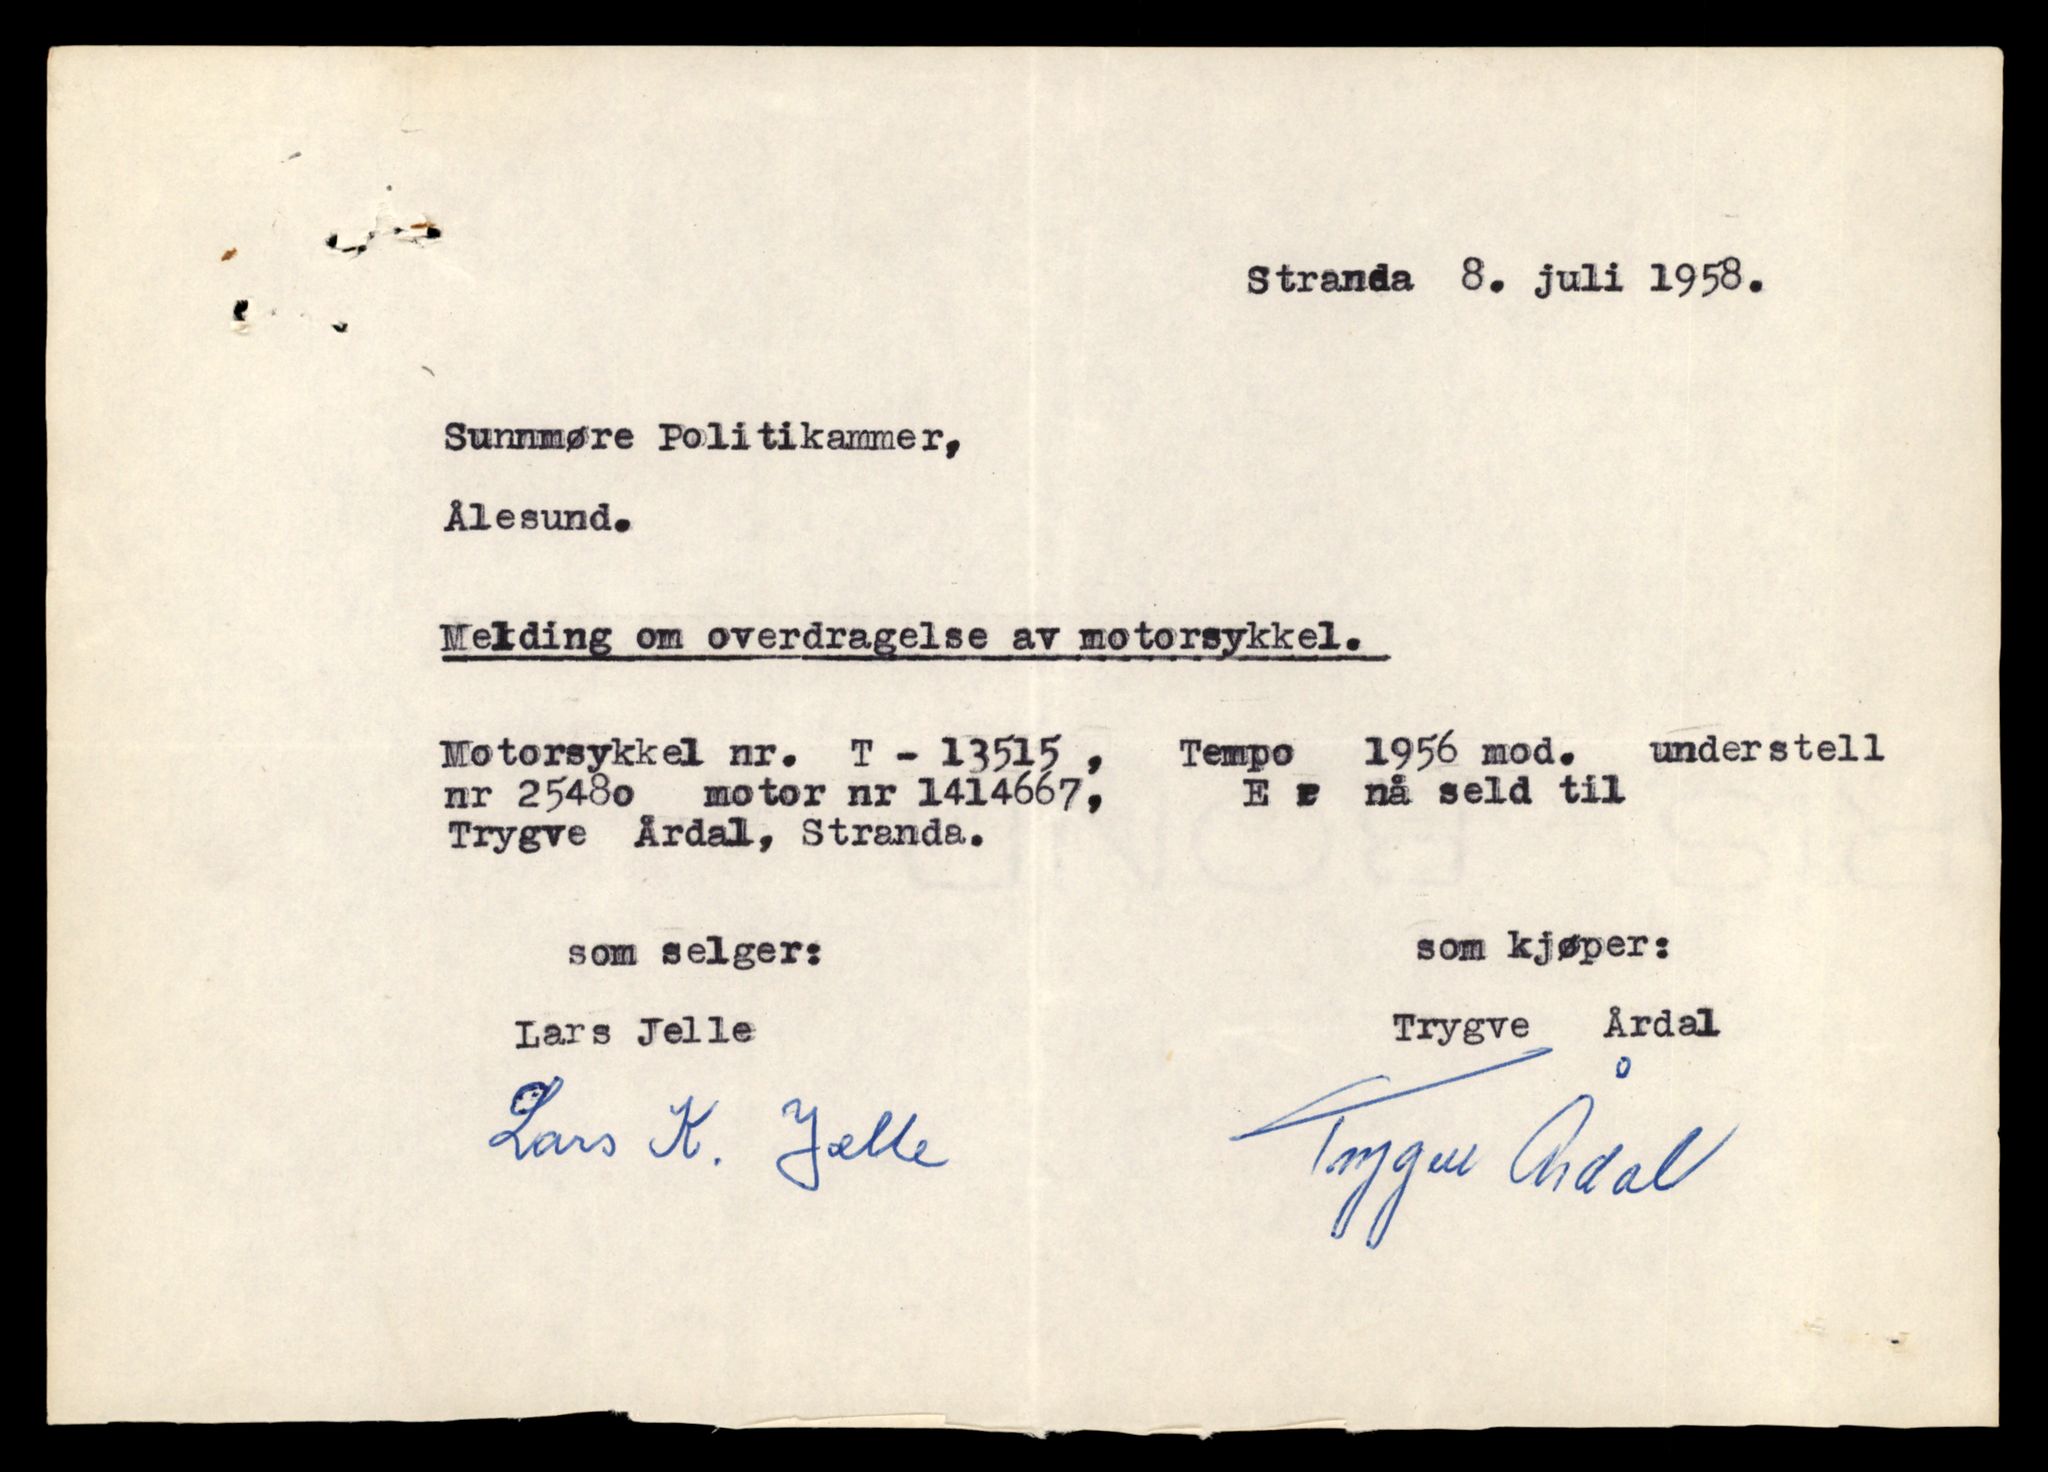 Stranda 8. juli 1958.
Sunnmøre Politikammer,
Ålesund.
Melding om overdragelse av motorsykkel.
Motorsykkel nr. T - 13515 , Tempo 1956 mod. understell
nr 25480 motor nr 1414667, E r nå seld til
Trygve Årdal, Stranda.
som selger: som kjøper:
Lars Jelle Trygve Årdal
Lars K. Jelle Trygve Årdal